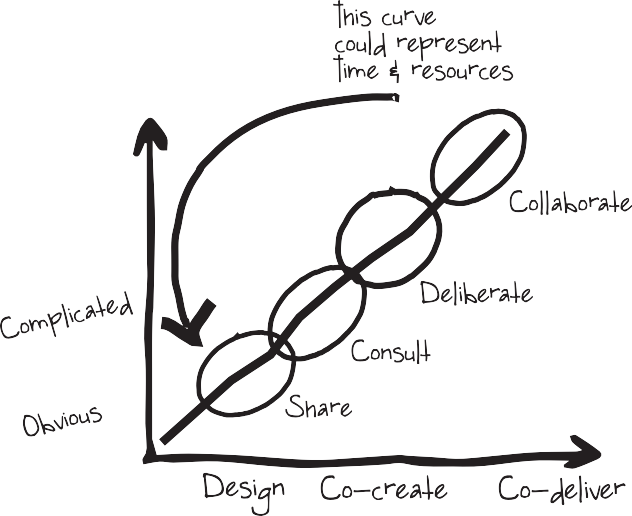 This curve
could represent
time & resources
Collaborate
Deliberate
Complicated
Consult
Share
Obvious
Design Co-create Co-deliver